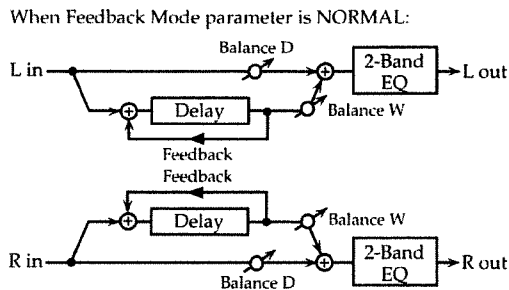 When Feedback Mode parameter is NORMAL:
Balance D
L in
2-Band
EQ
L out
Delay
Balance W
Feedback
Feedback
Delay
Balance W
R in
2-Band
EQ
R out
Balance D